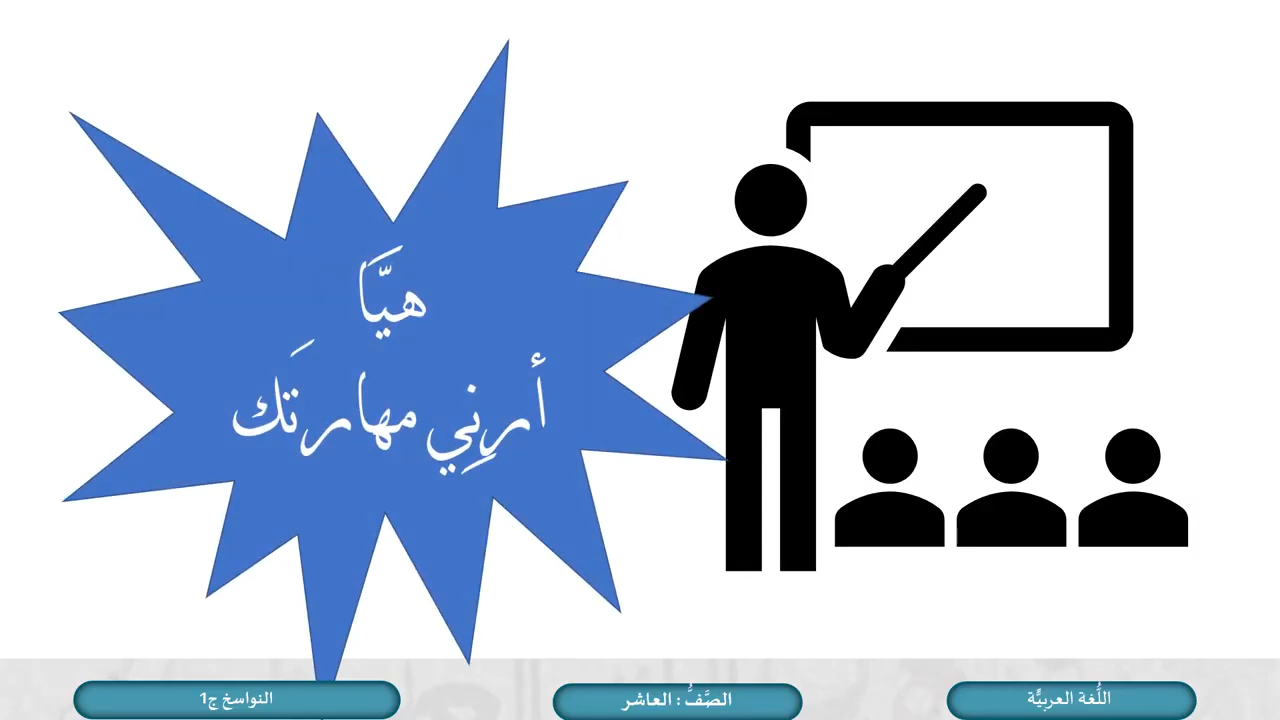 هيَّا
أرِنِي مهارتَك
اللُّغة العربيَّة
الصَّفُّ : العاشر
النواسخ ج1